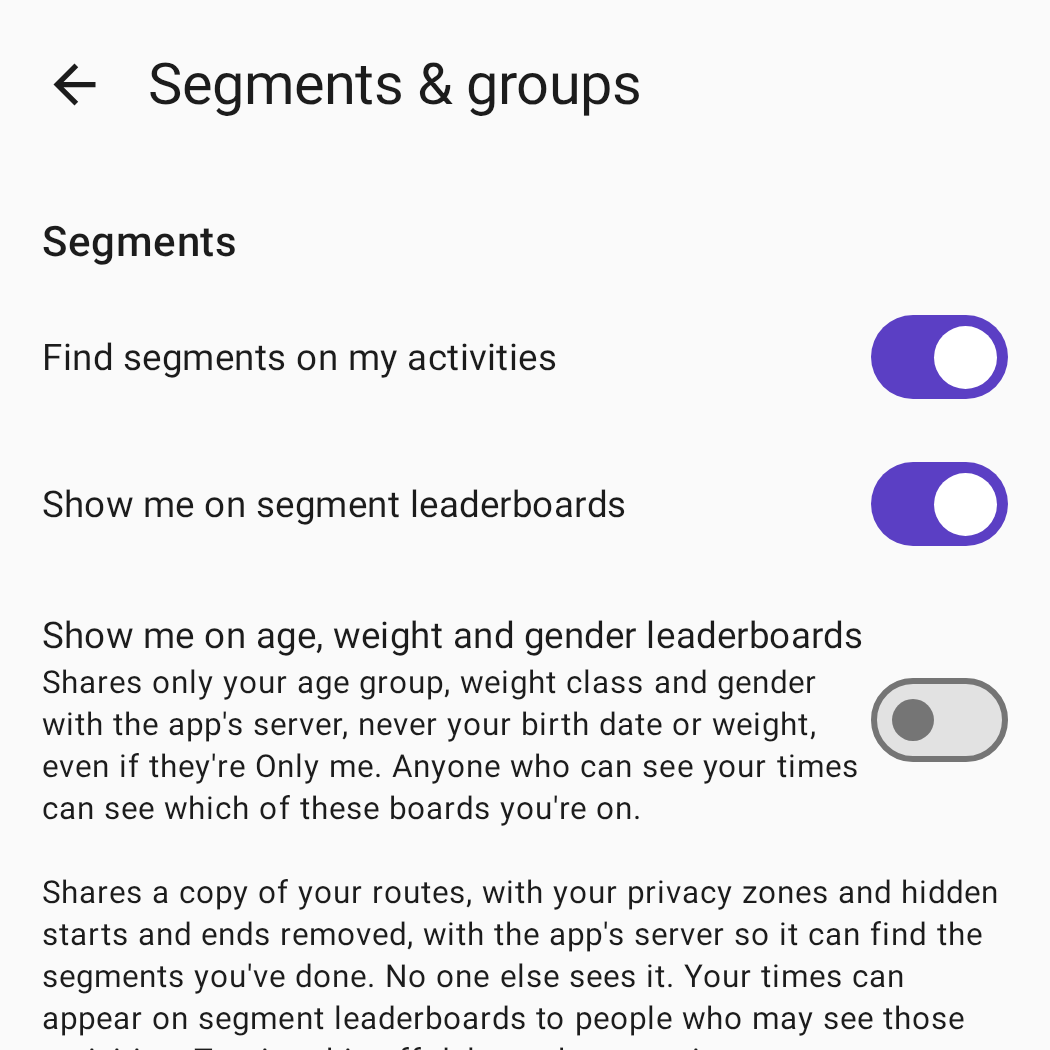 Segments & groups
Segments
Find segments on my activities
Show me on segment leaderboards
Show me on age, weight and gender leaderboards
Shares only your age group, weight class and gender
with the app's server, never your birth date or weight,
even if they're Only me. Anyone who can see your times
can see which of these boards you're on.
Shares a copy of your routes, with your privacy zones and hidden
starts and ends removed, with the app's server so it can find the
segments you've done. No one else sees it. Your times can
appear on segment leaderboards to people who may see those